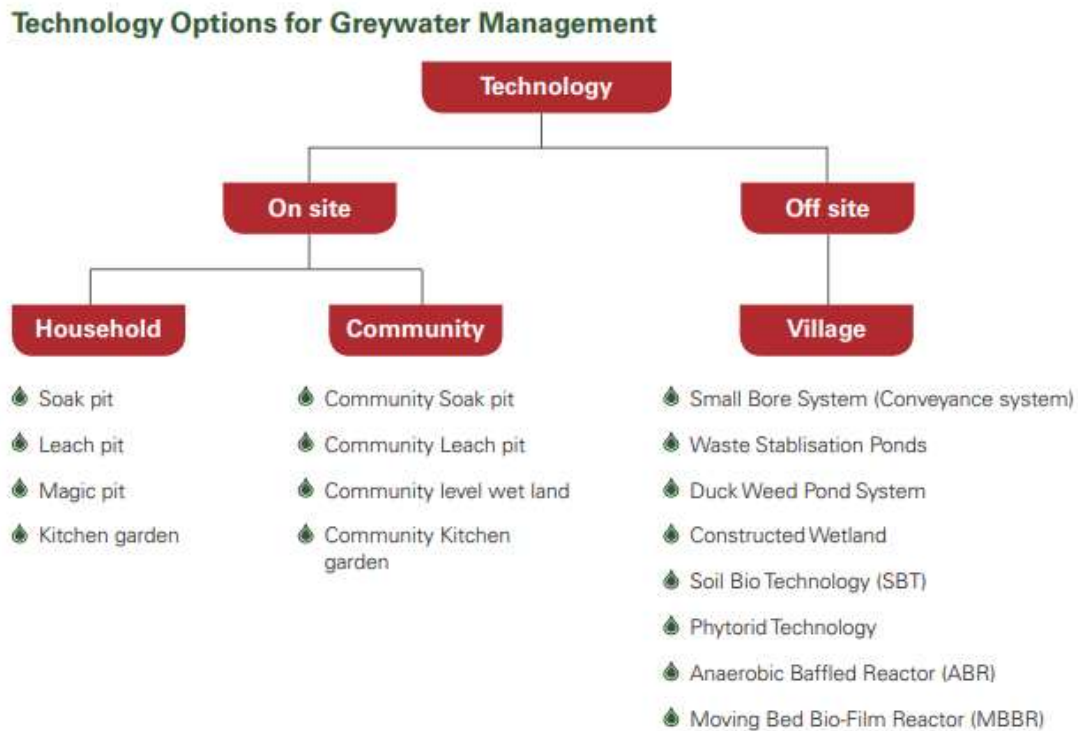 Technology Options for Greywater Management
Technology
On site
Off site
Household
Community
Village
Soak pit
Leach pit
Magic pit
Kitchen garden
Community Soak pit
Community Leach pit
Community level wet land
Community Kitchen
garden
Small Bore System (Conveyance system)
Waste Stablisation Ponds
Duck Weed Pond System
Constructed Wetland
Soil Bio Technology (SBT)
Phytorid Technology
Anaerobic Baffled Reactor (ABR)
Moving Bed Bio-Film Reactor (MBBR)